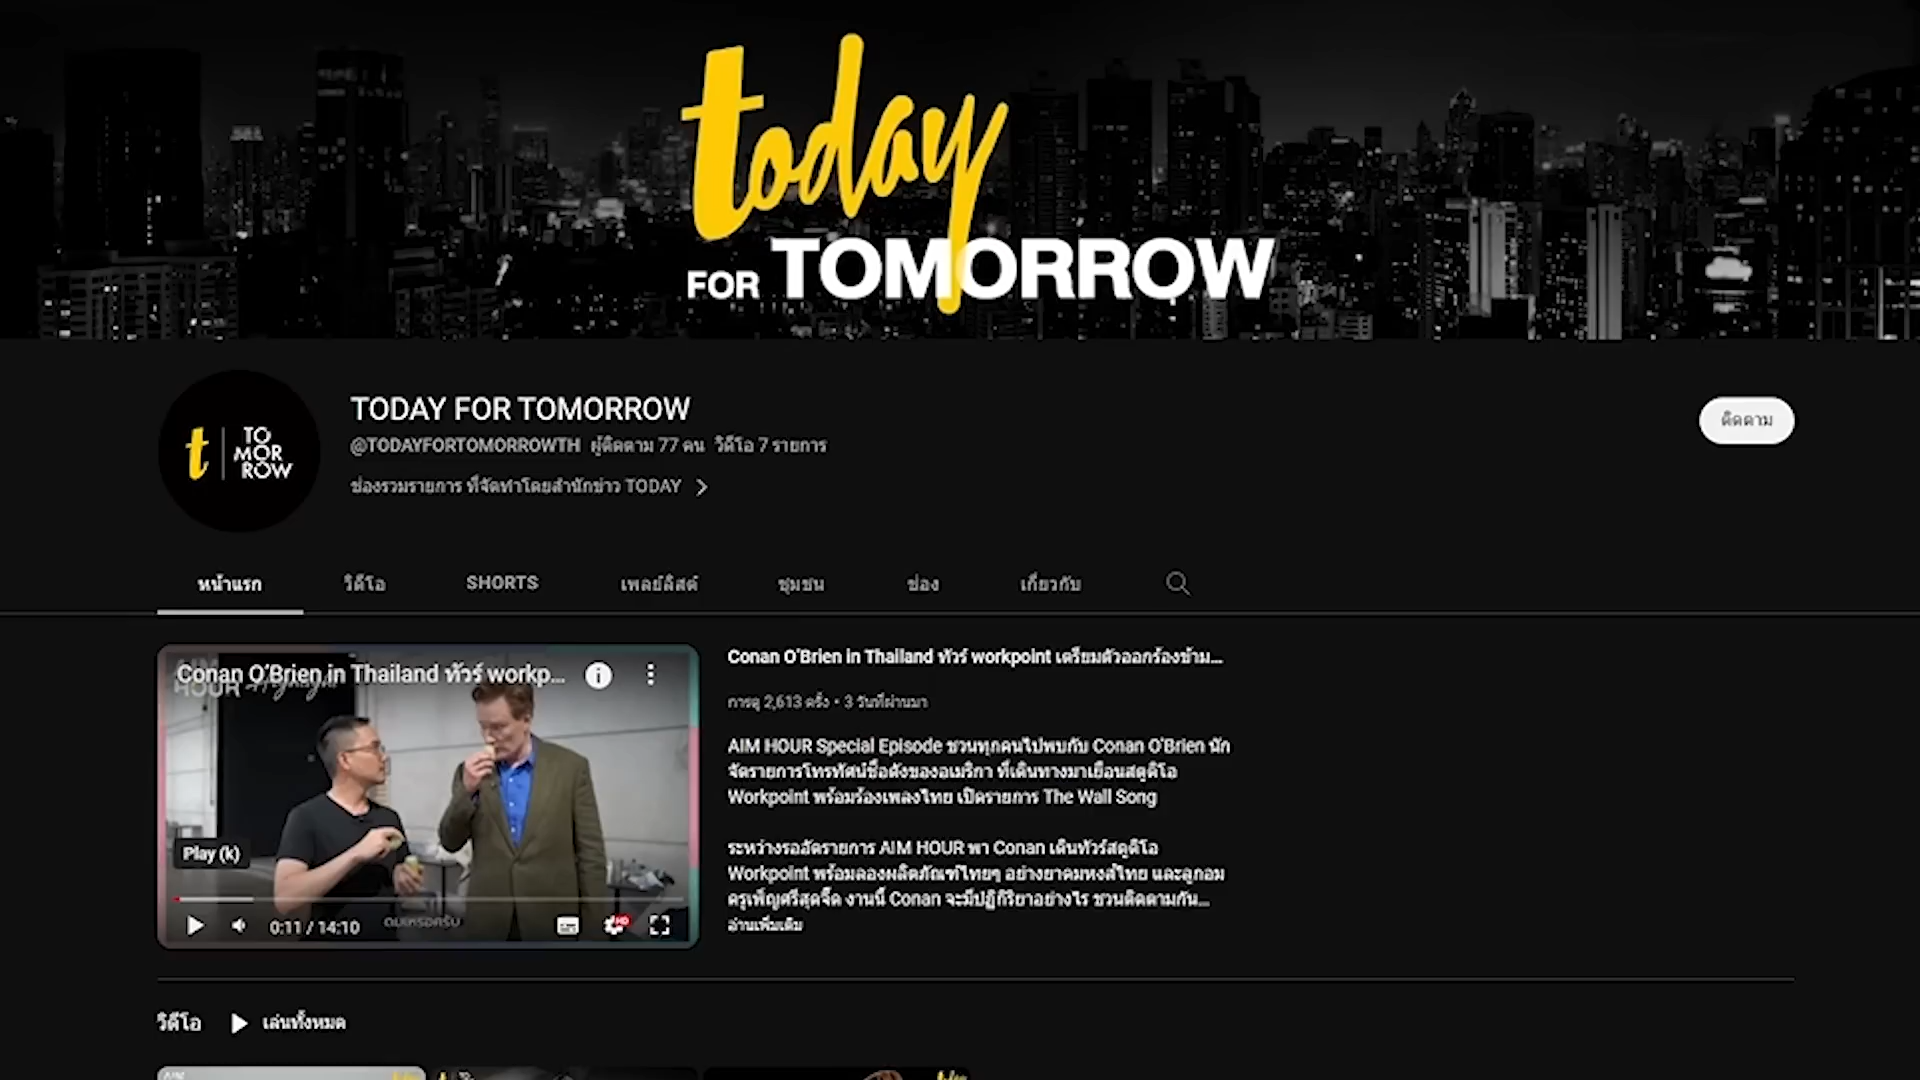 today
FOR TOMORROW
t TO
MOR
ROW
TODAY FOR TOMORROW
@TODAYFORTOMORROWTH ผู้ติดตาม 77 คน วิดีโอ 7 รายการ
ช่องรวมรายการ ที่จัดทำโดยสำนักข่าว TODAY
ติดตาม
หน้าแรก วิดีโอ SHORTS เพลย์ลิสต์ ชุมชน ช่อง เกี่ยวกับ
Conan O'Brien in Thailand ทัวร์ workp...
HOUR
Play (k)
0:11 / 14:10
ดมเหรอครับ
HD
Conan O'Brien in Thailand ทัวร์ workpoint เตรียมตัวออกร้องข้าม...
การดู 2,613 ครั้ง • 3 วันที่ผ่านมา
AIM HOUR Special Episode ชวนทุกคนไปพบกับ Conan O'Brien นัก
จัดรายการโทรทัศน์ชื่อดังของอเมริกา ที่เดินทางมาเยือนสตูดิโอ
Workpoint พร้อมร้องเพลงไทย เปิดรายการ The Wall Song
ระหว่างรออัดรายการ AIM HOUR พา Conan เดินทัวร์สตูดิโอ
Workpoint พร้อมลองผลิตภัณฑ์ไทยๆ อย่างยาดมหงส์ไทย และลูกอม
ครูเพ็ญศรีสุดจี๊ด งานนี้ Conan จะมีปฏิกิริยาอย่างไร ชวนติดตามกัน...
อ่านเพิ่มเติม
วิดีโอ เล่นทั้งหมด